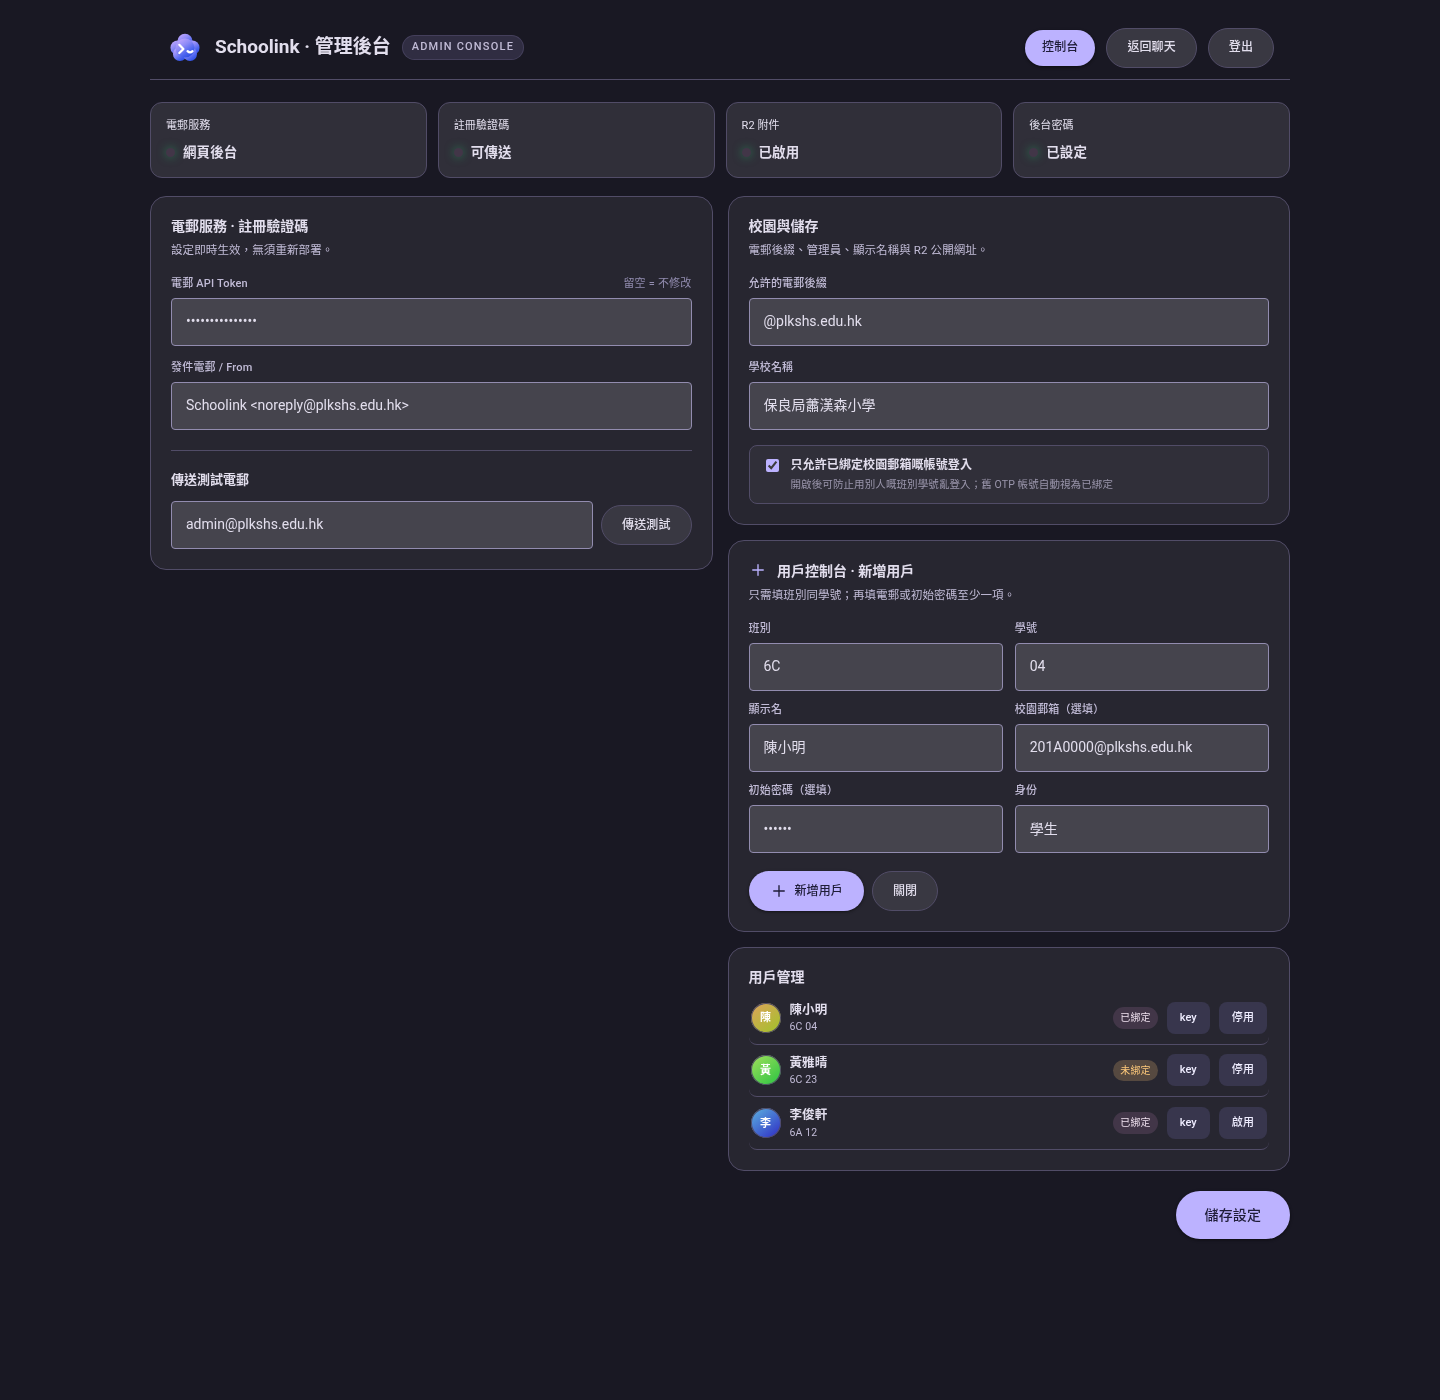 Schoolink · 管理後台
ADMIN CONSOLE
控制台
返回聊天
登出
電郵服務
網頁後台
註冊驗證碼
可傳送
R2 附件
已啟用
後台密碼
已設定
電郵服務 · 註冊驗證碼
設定即時生效，無須重新部署。
電郵 API Token
留空 = 不修改
•••••••••••••••
發件電郵 / From
Schoolink <noreply@plkshs.edu.hk>
傳送測試電郵
admin@plkshs.edu.hk
傳送測試
校園與儲存
電郵後綴、管理員、顯示名稱與 R2 公開網址。
允許的電郵後綴
@plkshs.edu.hk
學校名稱
保良局蕭漢森小學
只允許已綁定校園郵箱嘅帳號登入
開啟後可防止用別人嘅班別學號亂登入；舊 OTP 帳號自動視為已綁定
用戶控制台 · 新增用戶
只需填班別同學號；再填電郵或初始密碼至少一項。
班別
學號
6C
04
顯示名
校園郵箱（選填）
陳小明
201A0000@plkshs.edu.hk
初始密碼（選填）
身份
••••••
學生
新增用戶
關閉
用戶管理
陳
陳小明
6C 04
已綁定
key
停用
黃
黃雅晴
6C 23
未綁定
key
停用
李
李俊軒
6A 12
已綁定
key
啟用
儲存設定